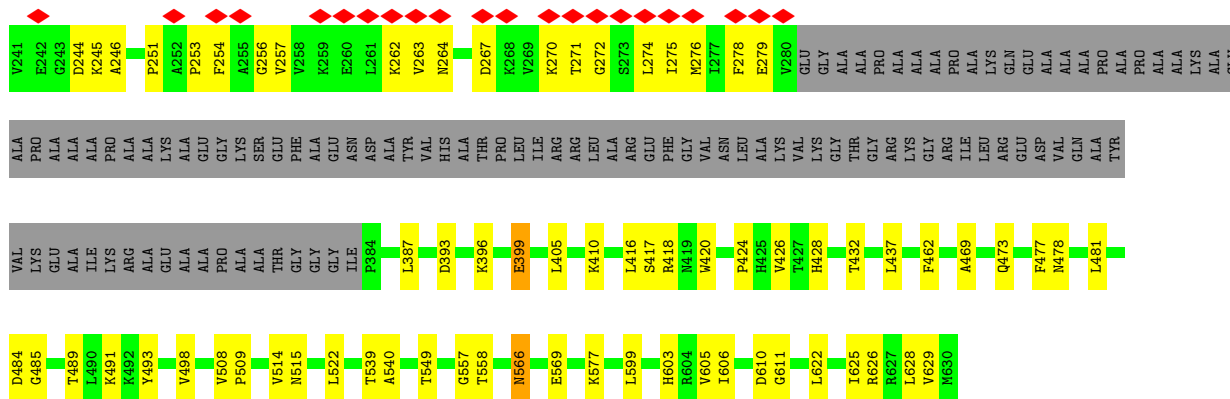 V241 E242 G243 D244 K245 A246 P251 A252 P253 F254 A255 G256 V257 V258 K259 E260 L261 K262 V263 N264 D267 K268 V269 K270 T271 G272 S273 L274 I275 M276 I277 F278 E279 V280 GLU GLY ALA ALA PRO ALA ALA ALA PRO ALA LYS GLN GLU ALA ALA ALA PRO ALA PRO ALA ALA LYS ALA
ALA PRO ALA ALA ALA PRO ALA ALA LYS ALA GLU GLY LYS SER GLU PHE ALA GLU ASN ASP ALA TYR VAL HIS ALA THR PRO LEU ILE ARG ARG LEU ALA ARG GLU PHE GLY VAL ASN LEU ALA LYS VAL LYS GLY THR GLY ARG LYS GLY ARG ILE LEU ARG GLU ASP VAL GLN ALA TYR
VAL LYS GLU ALA ILE LYS ARG ALA GLU ALA ALA PRO ALA ALA THR GLY GLY GLY ILE P384 L387 D393 K396 E399 L405 K410 L416 S417 R418 N419 W420 P424 H425 V426 T427 H428 T432 L437 F462 A469 Q473 F477 N478 L481
D484 G485 T489 L490 K491 K492 Y493 V498 V508 P509 V514 N515 L522 T539 A540 T549 G557 T558 N566 E569 K577 L599 H603 R604 V605 I606 D610 G611 L622 I625 R626 R627 L628 V629 M630